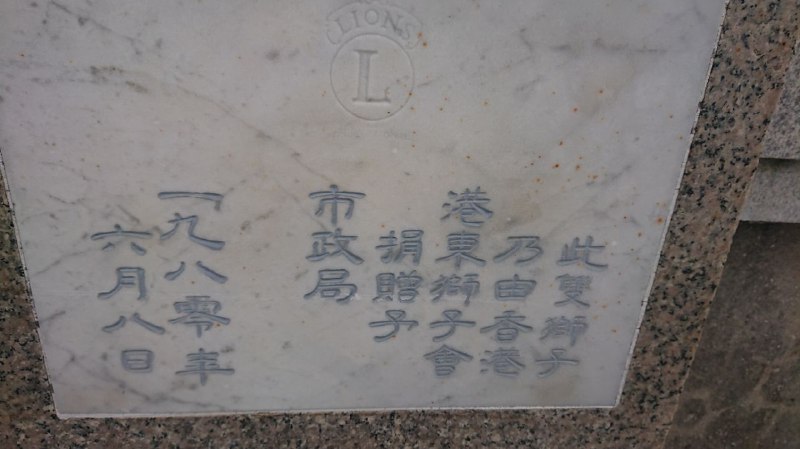 LIONS
L
此雙獅子
乃由香港
港東獅子會
捐贈予
市政局
一九八零年
六月八日